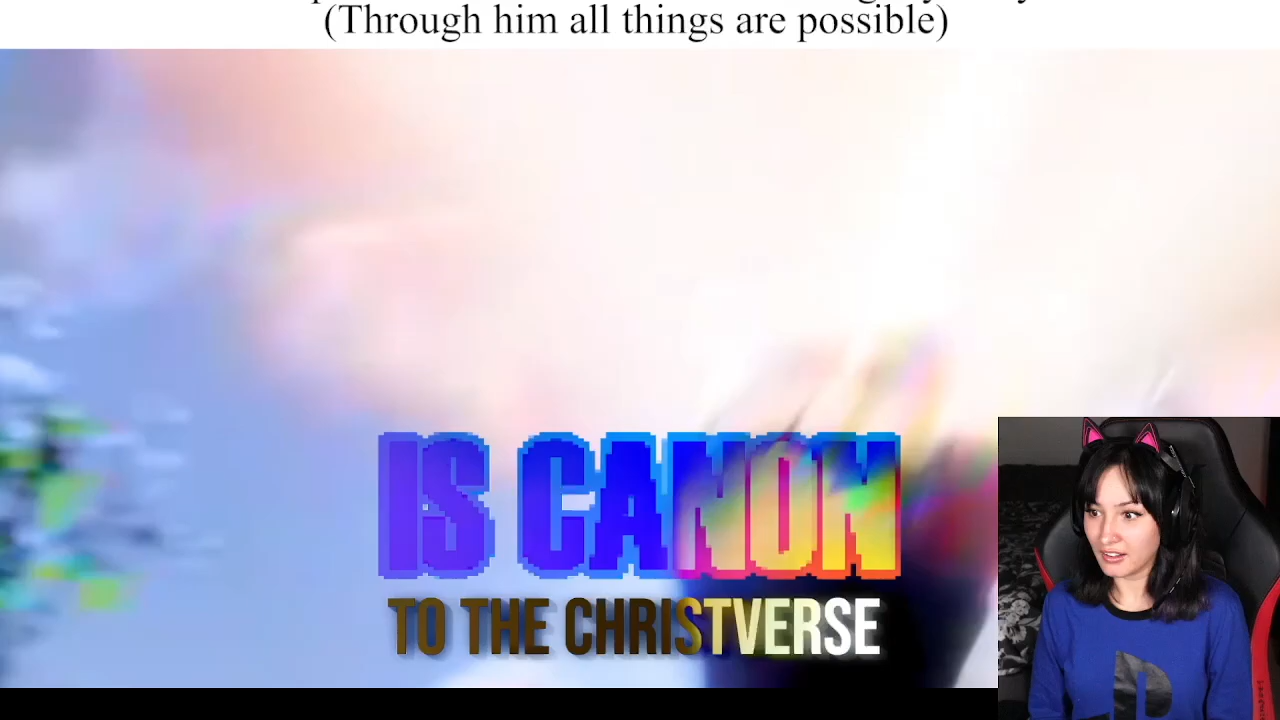 (Through him all things are possible)
IS CANON
TO THE CHRISTVERSE